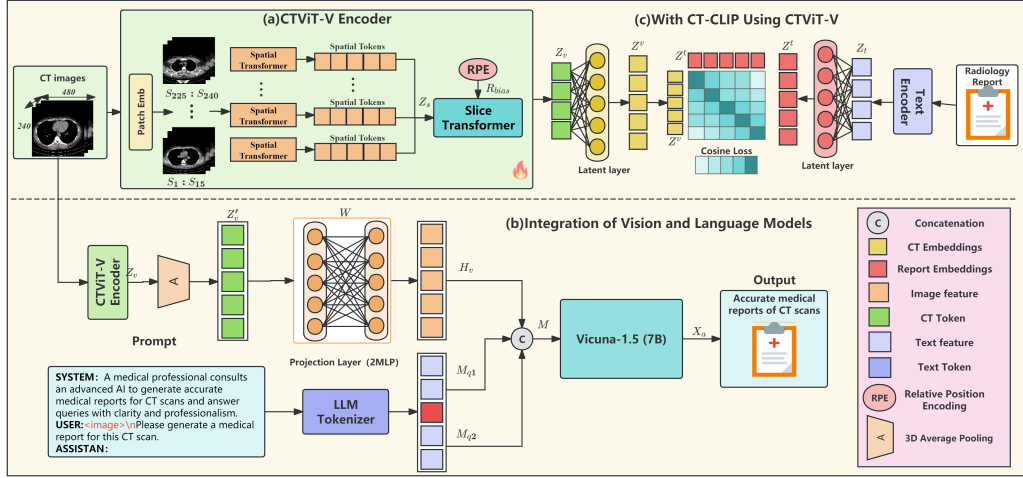 (a)CTViT-V Encoder
(c)With CT-CLIP Using CTViT-V
CT images
480
240
Patch Emb
S225 : S240
S1 : S15
Spatial Transformer
Spatial Tokens
Spatial Transformer
Spatial Tokens
Spatial Transformer
Spatial Tokens
Zs
RPE
Rbias
Slice Transformer
Zv
Latent layer
Z^v
Z^t
Z^v
Cosine Loss
Z^t
Zt
Latent layer
Text Encoder
Radiology Report
(b)Integration of Vision and Language Models
CTViT-V Encoder
Zv
A
Z'v
W
Projection Layer (2MLP)
Hv
Prompt
SYSTEM: A medical professional consults
an advanced AI to generate accurate
medical reports for CT scans and answer
queries with clarity and professionalism.
USER:<image>\nPlease generate a medical
report for this CT scan.
ASSISTAN:
LLM Tokenizer
Mq1
Mq2
C
M
Vicuna-1.5 (7B)
Xa
Output
Accurate medical
reports of CT scans
C
Concatenation
CT Embeddings
Report Embeddings
Image feature
CT Token
Text feature
Text Token
RPE
Relative Position
Encoding
A
3D Average Pooling